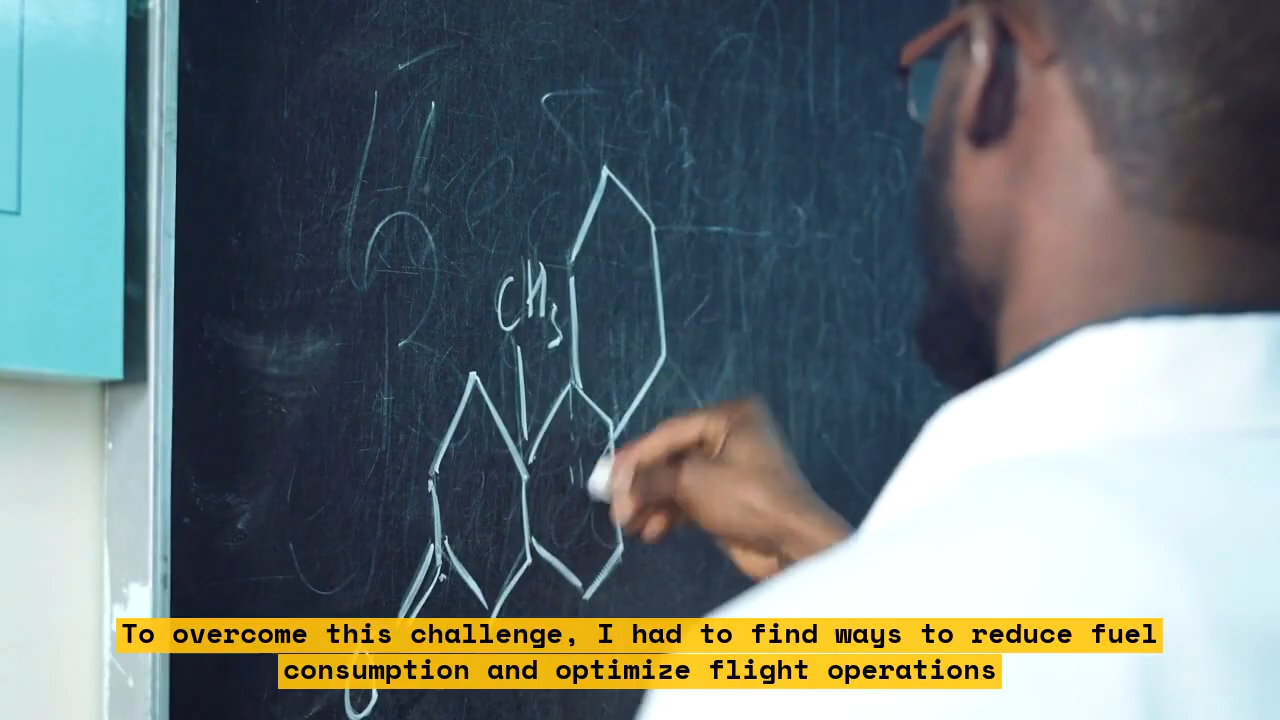 CH3
To overcome this challenge, I had to find ways to reduce fuel
consumption and optimize flight operations